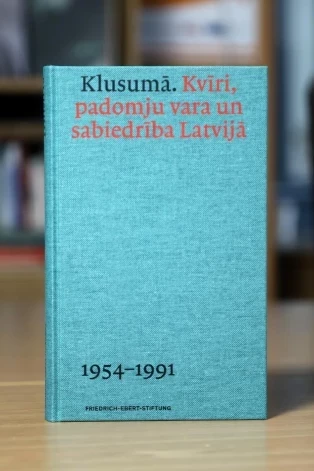 Klusumā. Kvīri,
padomju vara un
sabiedrība Latvijā
1954–1991
FRIEDRICH-EBERT-STIFTUNG